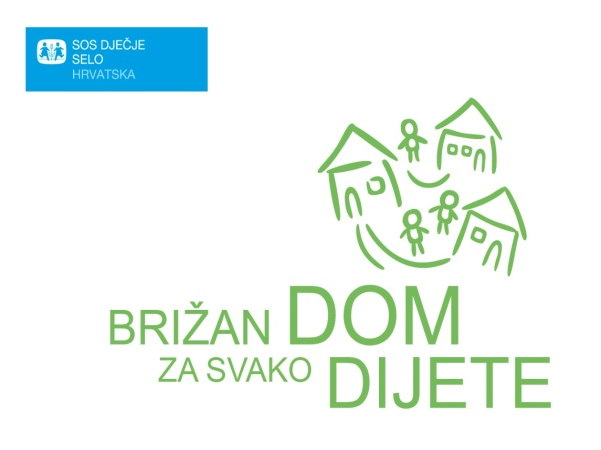 SOS DJEČJE
SELO
HRVATSKA
BRIŽAN DOM
ZA SVAKO DIJETE